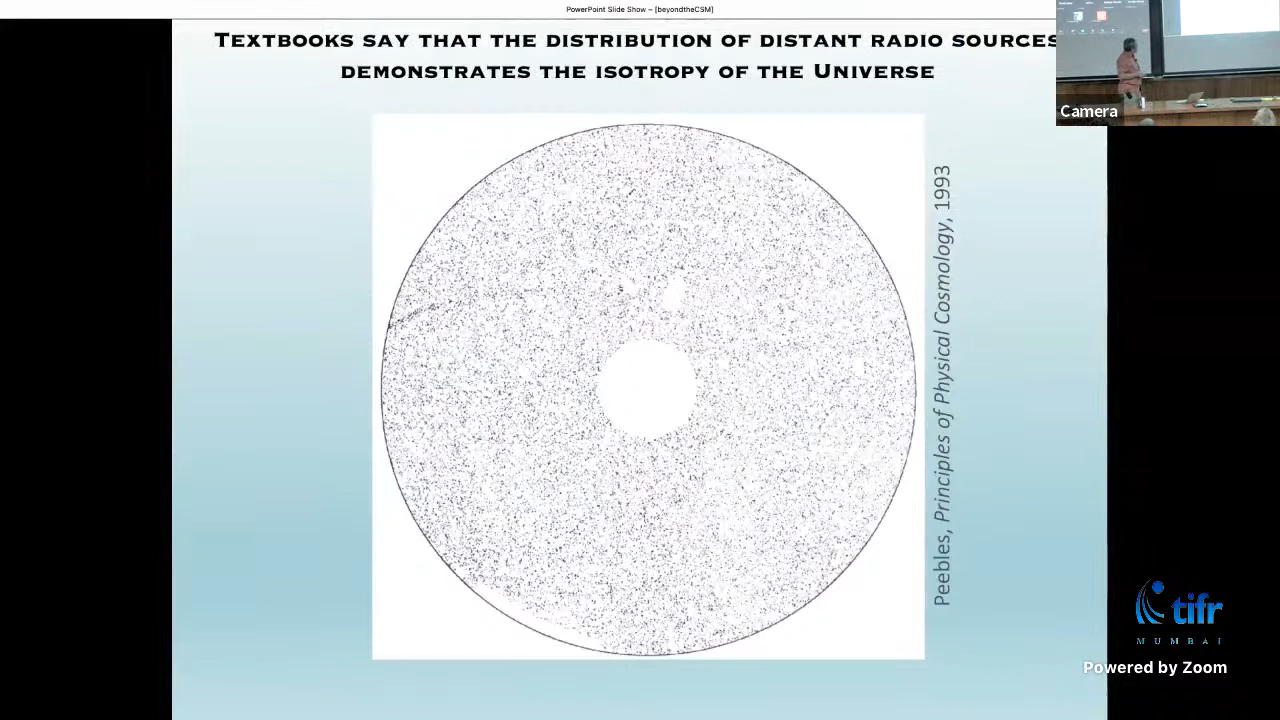 PowerPoint Slide Show – [beyondtheCSM]
Textbooks say that the distribution of distant radio sources
demonstrates the isotropy of the Universe
Camera
Peebles, Principles of Physical Cosmology, 1993
tifr
MUMBAI
Powered by Zoom